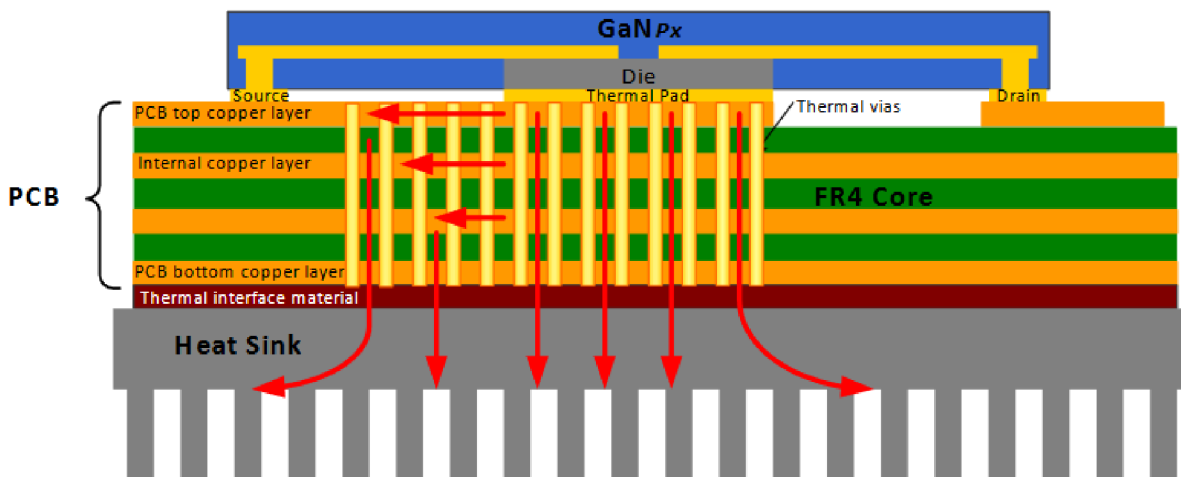 GaNPx
Die
Source
Thermal Pad
Drain
PCB top copper layer
Thermal vias
Internal copper layer
PCB
FR4 Core
PCB bottom copper layer
Thermal interface material
Heat Sink